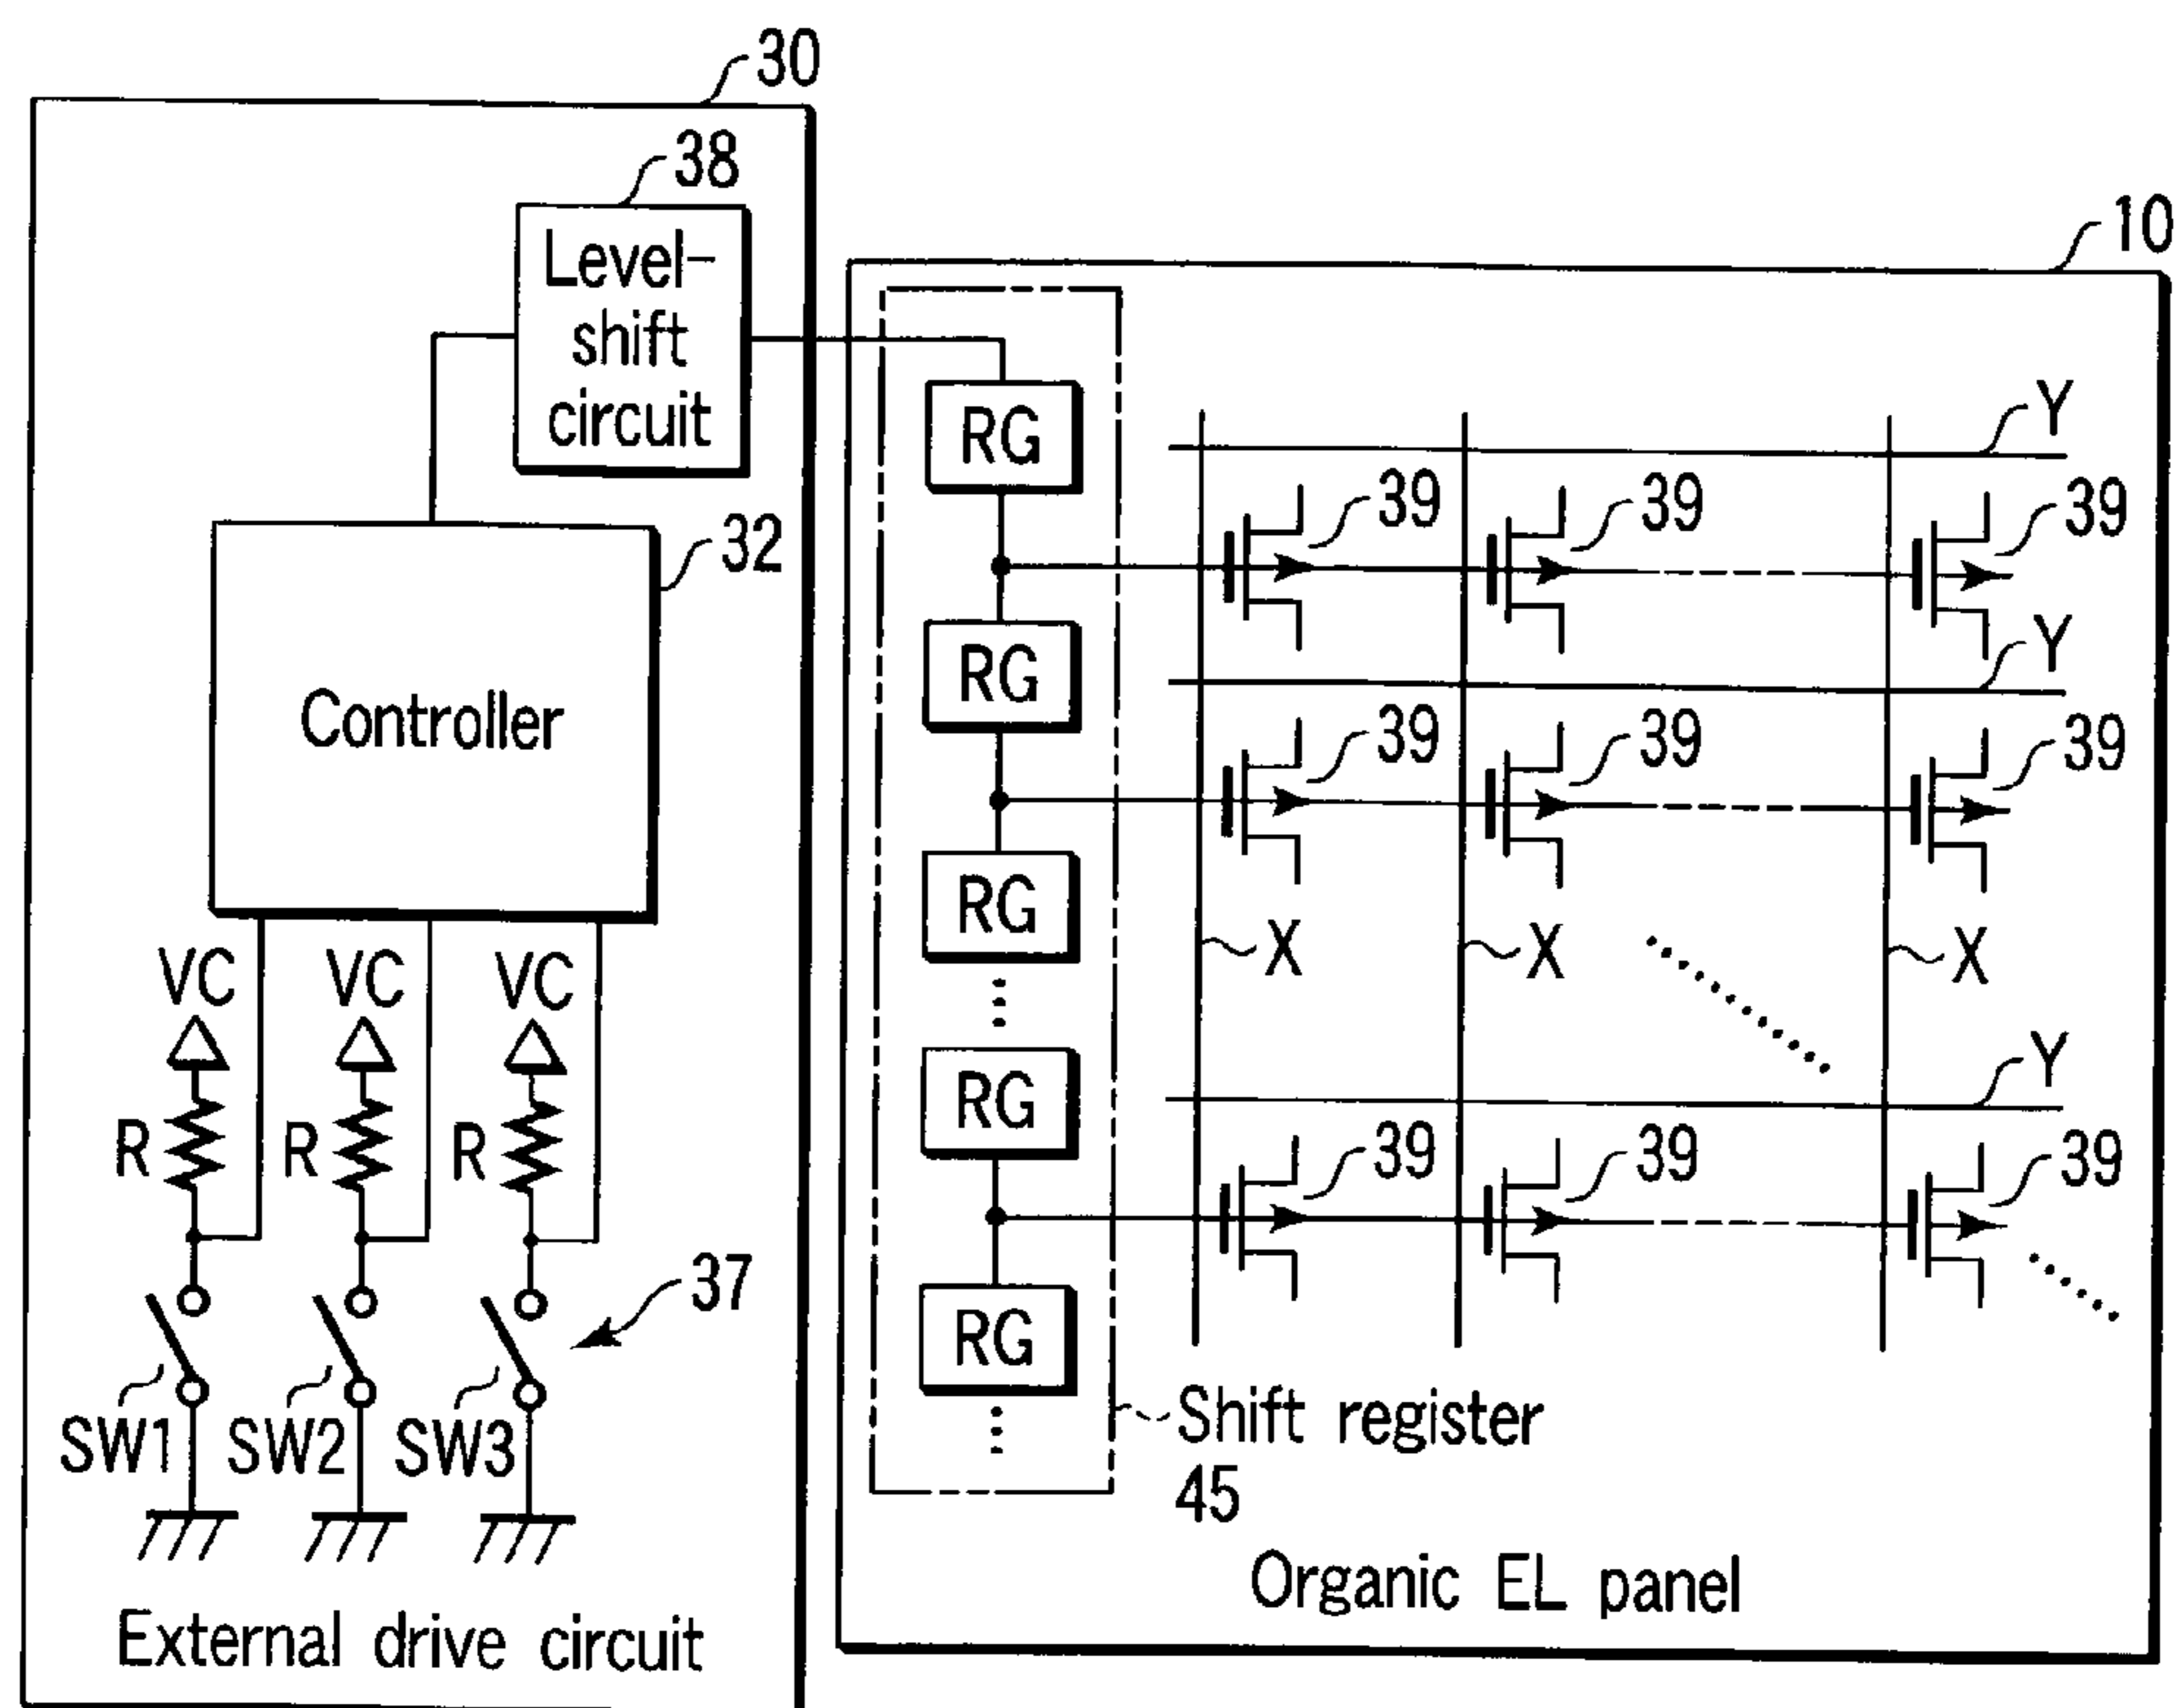 30
38
Level-
shift
circuit
32
Controller
VC VC VC
R R R
37
SW1 SW2 SW3
External drive circuit
10
RG
Y
39 39 39
RG
Y
39 39 39
RG
X X X
RG
Y
39 39 39
RG
Shift register
45
Organic EL panel